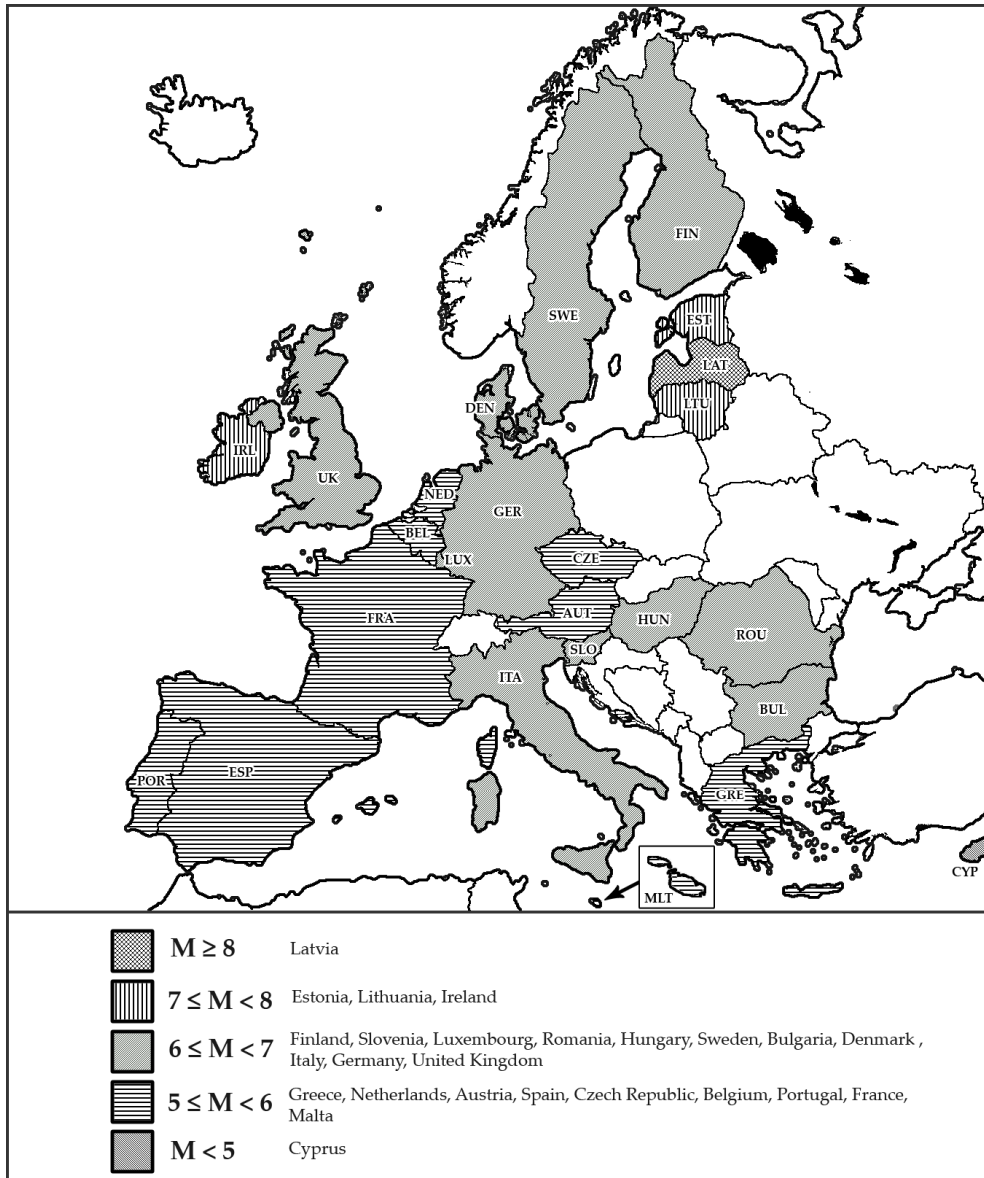 FIN
SWE
EST
LAT
LTU
DEN
IRL
UK
NED
GER
BEL
LUX
CZE
FRA
AUT
HUN
SLO
ROU
ITA
BUL
POR
ESP
GRE
CYP
MLT
M ≥ 8 Latvia
7 ≤ M < 8 Estonia, Lithuania, Ireland
6 ≤ M < 7 Finland, Slovenia, Luxembourg, Romania, Hungary, Sweden, Bulgaria, Denmark ,
Italy, Germany, United Kingdom
5 ≤ M < 6 Greece, Netherlands, Austria, Spain, Czech Republic, Belgium, Portugal, France,
Malta
M < 5 Cyprus